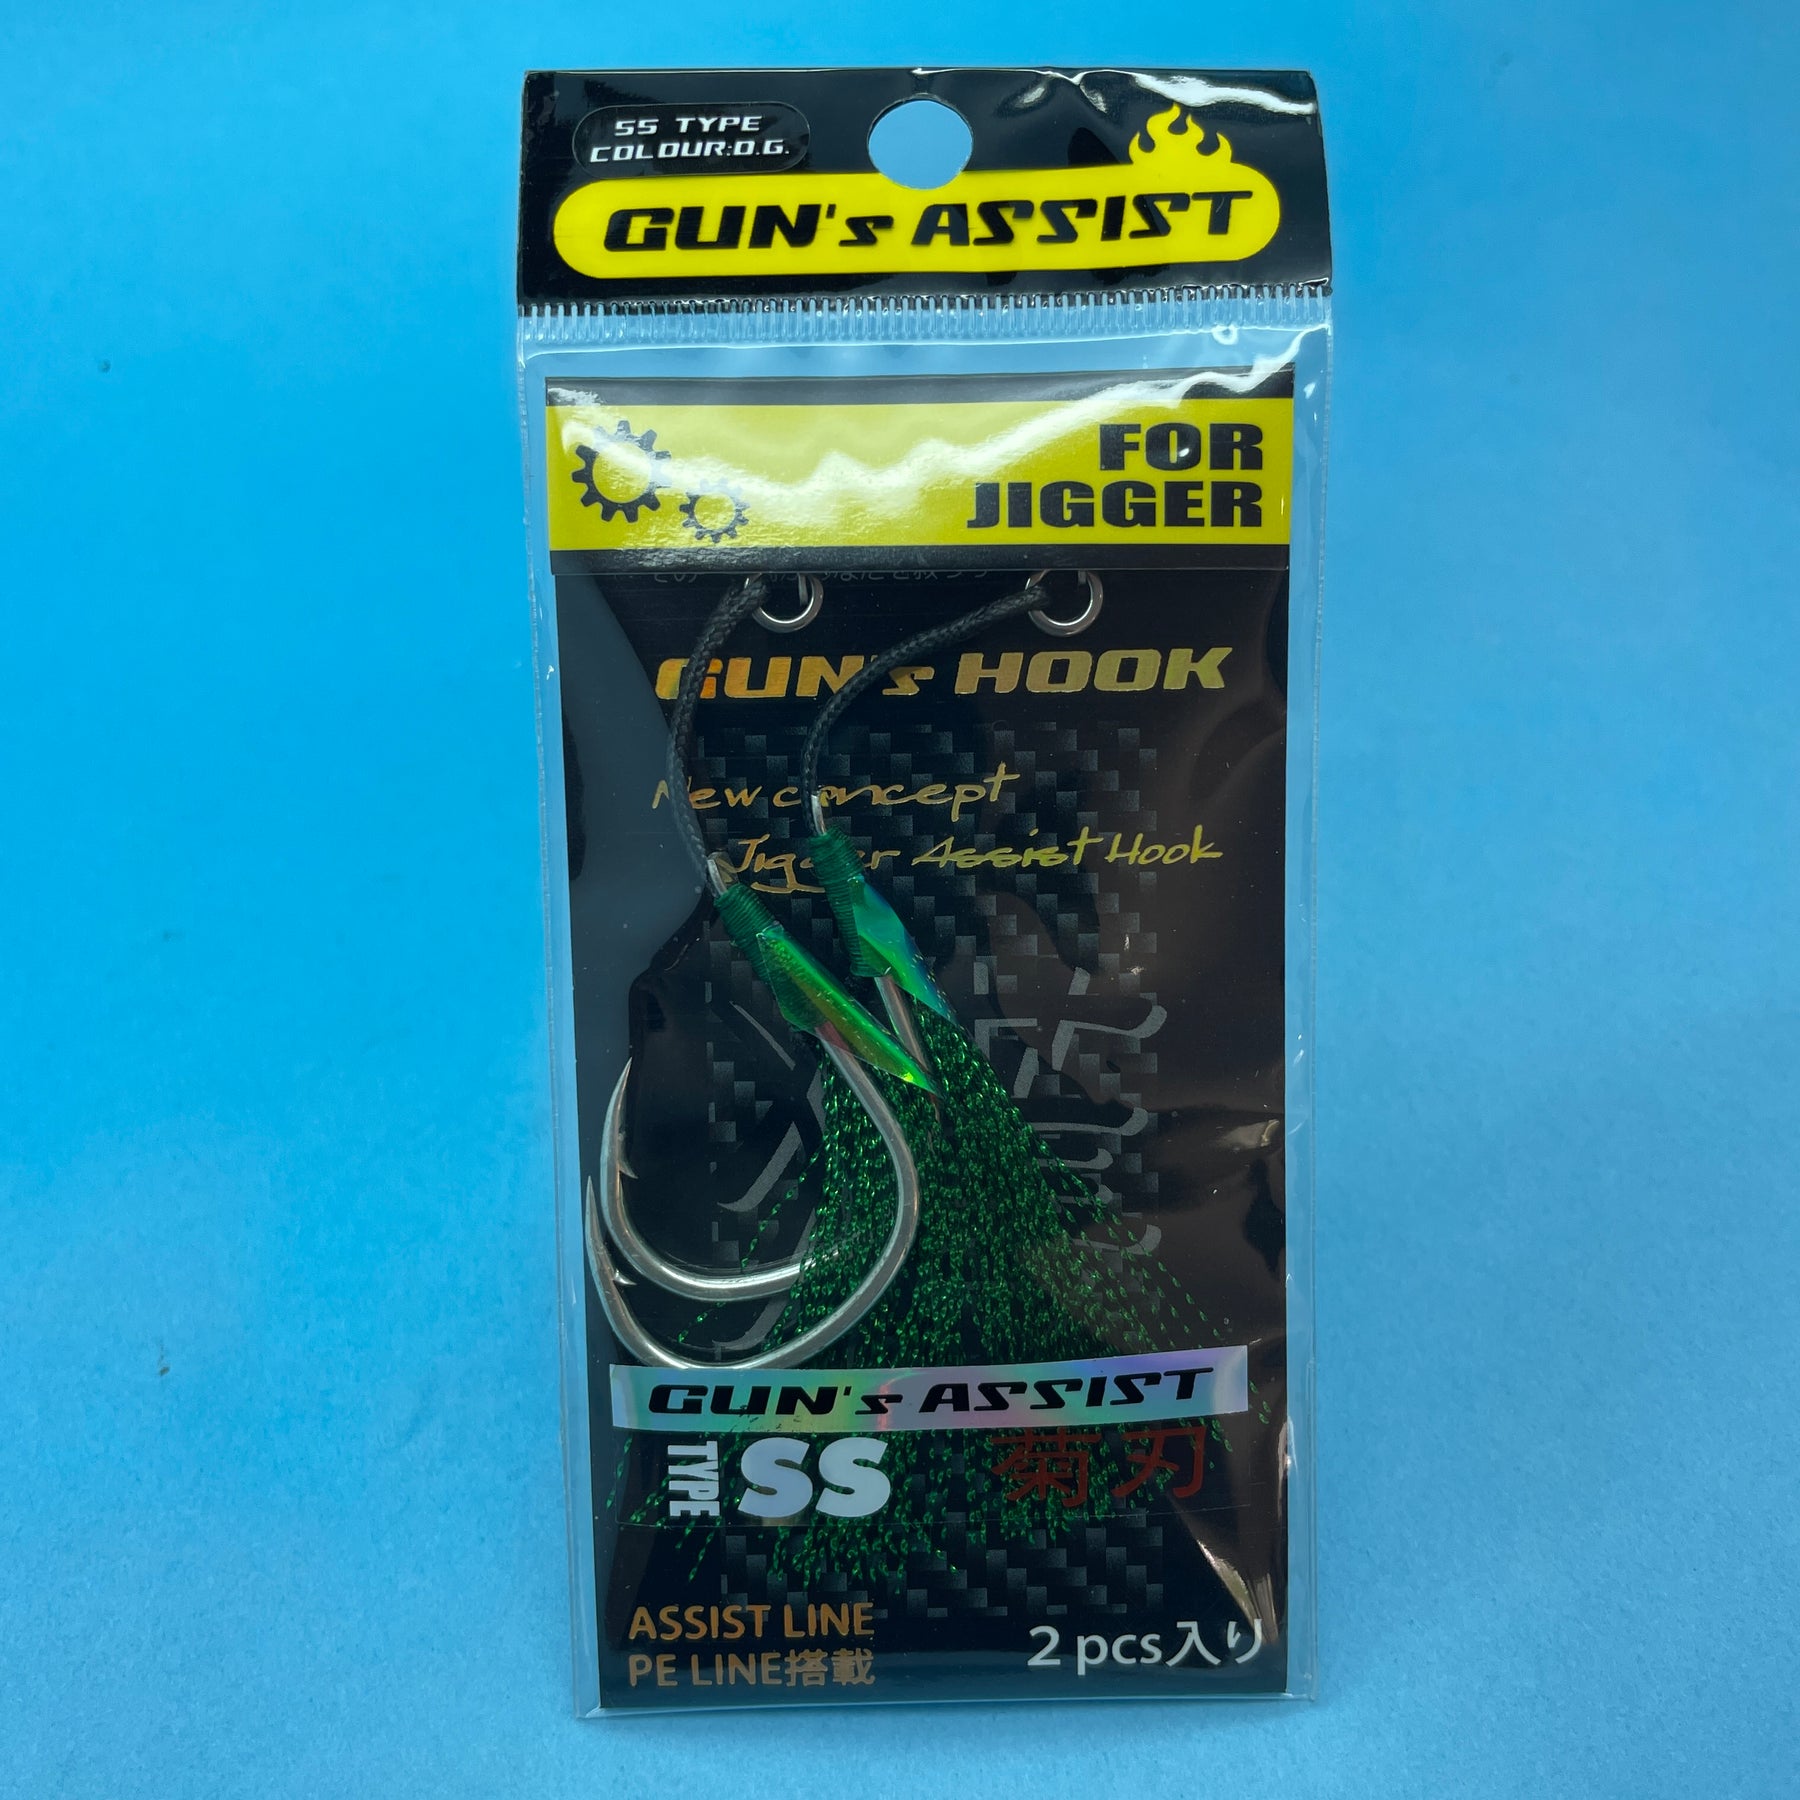 SS TYPE
COLOUR:O.G.
GUN's ASSIST
FOR
JIGGER
GUN's HOOK
New concept
Jigger Assist Hook
GUN's ASSIST
TYPE SS
菊刃
ASSIST LINE
PE LINE搭載
2 pcs入り